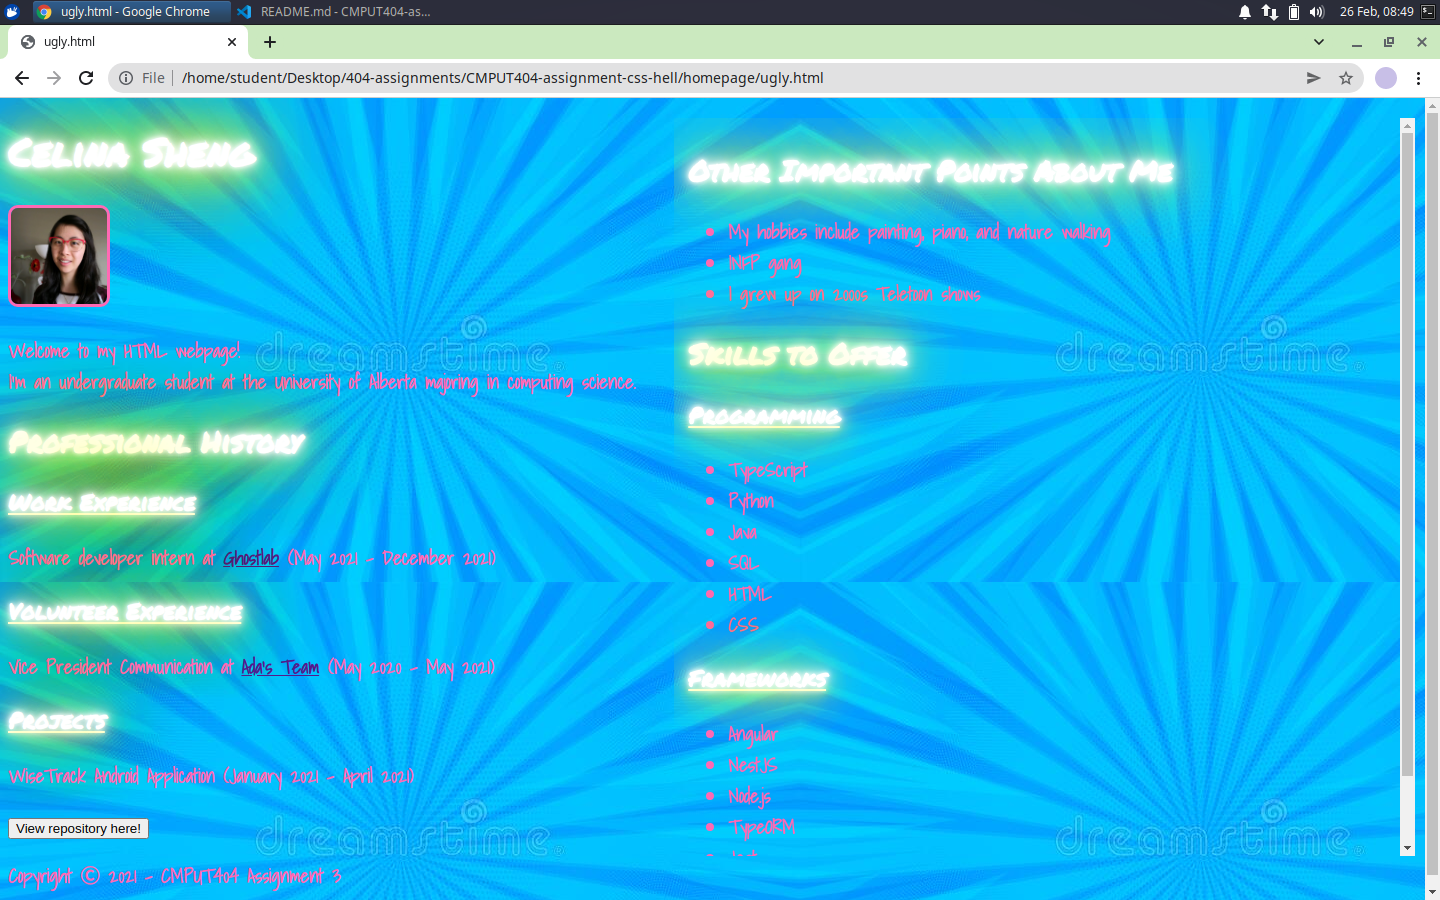 ugly.html - Google Chrome
README.md - CMPUT404-as...
26 Feb, 08:49
ugly.html
File
/home/student/Desktop/404-assignments/CMPUT404-assignment-css-hell/homepage/ugly.html
Celina Sheng
Welcome to my HTML webpage!
I'm an undergraduate student at the University of Alberta majoring in computing science.
Professional History
Work Experience
Software developer intern at Ghostlab (May 2021 - December 2021)
Volunteer Experience
Vice President Communication at Ada's Team (May 2020 - May 2021)
Projects
WiseTrack Android Application (January 2021 - April 2021)
View repository here!
Copyright © 2021 - CMPUT404 Assignment 3
Other Important Points About Me
My hobbies include painting, piano, and nature walking
INFP gang
I grew up on 2000s Teletoon shows
Skills to Offer
Programming
TypeScript
Python
Java
SQL
HTML
CSS
Frameworks
Angular
NestJS
Node.js
TypeORM
dreamstime
dreamstime
dreamstime
dreamstime